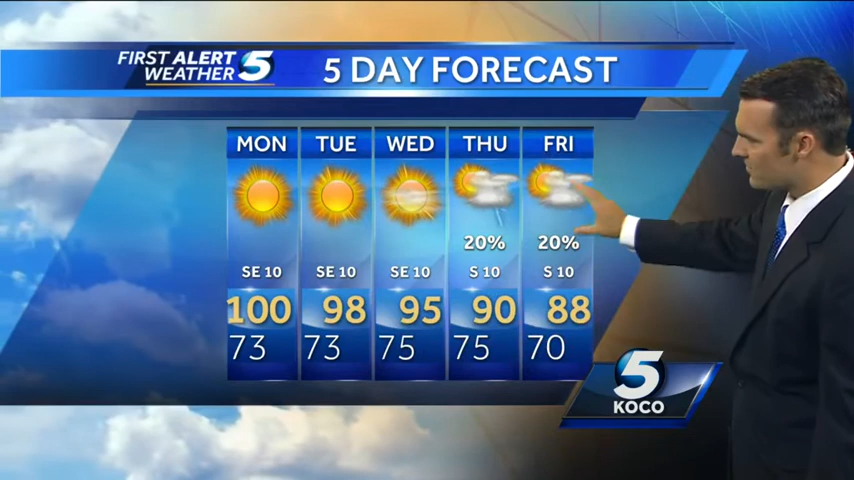 FIRST ALERT
WEATHER 5
5 DAY FORECAST
MON TUE WED THU FRI
20% 20%
SE 10 SE 10 SE 10 S 10 S 10
100 98 95 90 88
73 73 75 75 70
5
KOCO